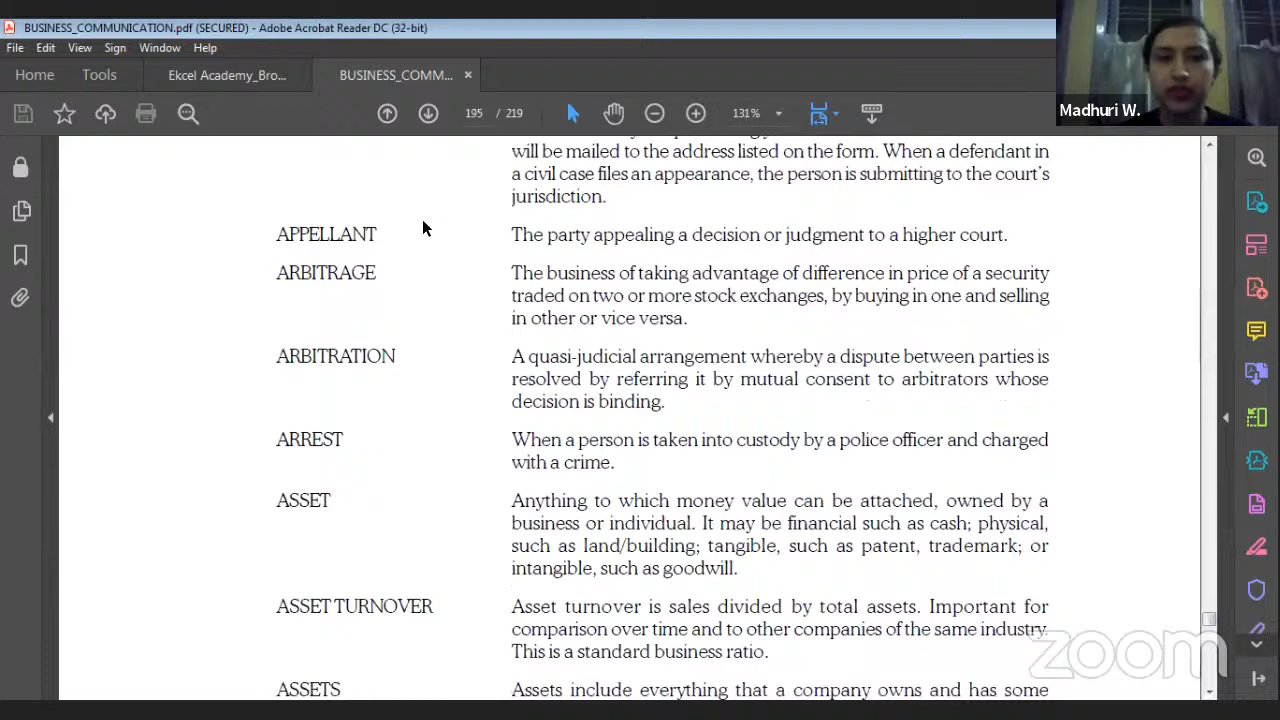 BUSINESS_COMMUNICATION.pdf (SECURED) - Adobe Acrobat Reader DC (32-bit)
File Edit View Sign Window Help
Home Tools Ekcel Academy_Bro... BUSINESS_COMM... ×
195 / 219 131%
Madhuri W.
will be mailed to the address listed on the form. When a defendant in
a civil case files an appearance, the person is submitting to the court's
jurisdiction.
APPELLANT The party appealing a decision or judgment to a higher court.
ARBITRAGE The business of taking advantage of difference in price of a security
traded on two or more stock exchanges, by buying in one and selling
in other or vice versa.
ARBITRATION A quasi-judicial arrangement whereby a dispute between parties is
resolved by referring it by mutual consent to arbitrators whose
decision is binding.
ARREST When a person is taken into custody by a police officer and charged
with a crime.
ASSET Anything to which money value can be attached, owned by a
business or individual. It may be financial such as cash; physical,
such as land/building; tangible, such as patent, trademark; or
intangible, such as goodwill.
ASSET TURNOVER Asset turnover is sales divided by total assets. Important for
comparison over time and to other companies of the same industry.
This is a standard business ratio.
ASSETS Assets include everything that a company owns and has some
zoom